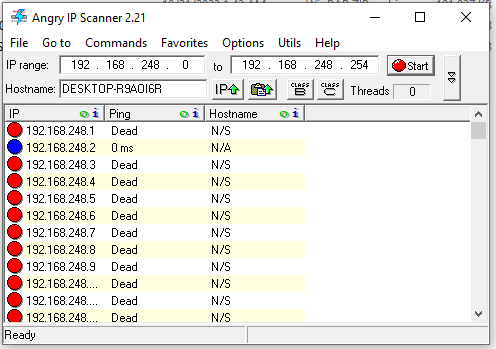 Angry IP Scanner 2.21
File Go to Commands Favorites Options Utils Help
IP range: 192 . 168 . 248 . 0 to 192 . 168 . 248 . 254 Start
Hostname: DESKTOP-R9AOI6R IP CLASS B CLASS C Threads 0
IP Ping Hostname
192.168.248.1 Dead N/S
192.168.248.2 0 ms N/A
192.168.248.3 Dead N/S
192.168.248.4 Dead N/S
192.168.248.5 Dead N/S
192.168.248.6 Dead N/S
192.168.248.7 Dead N/S
192.168.248.8 Dead N/S
192.168.248.9 Dead N/S
192.168.248.... Dead N/S
192.168.248.... Dead N/S
192.168.248.... Dead N/S
Ready